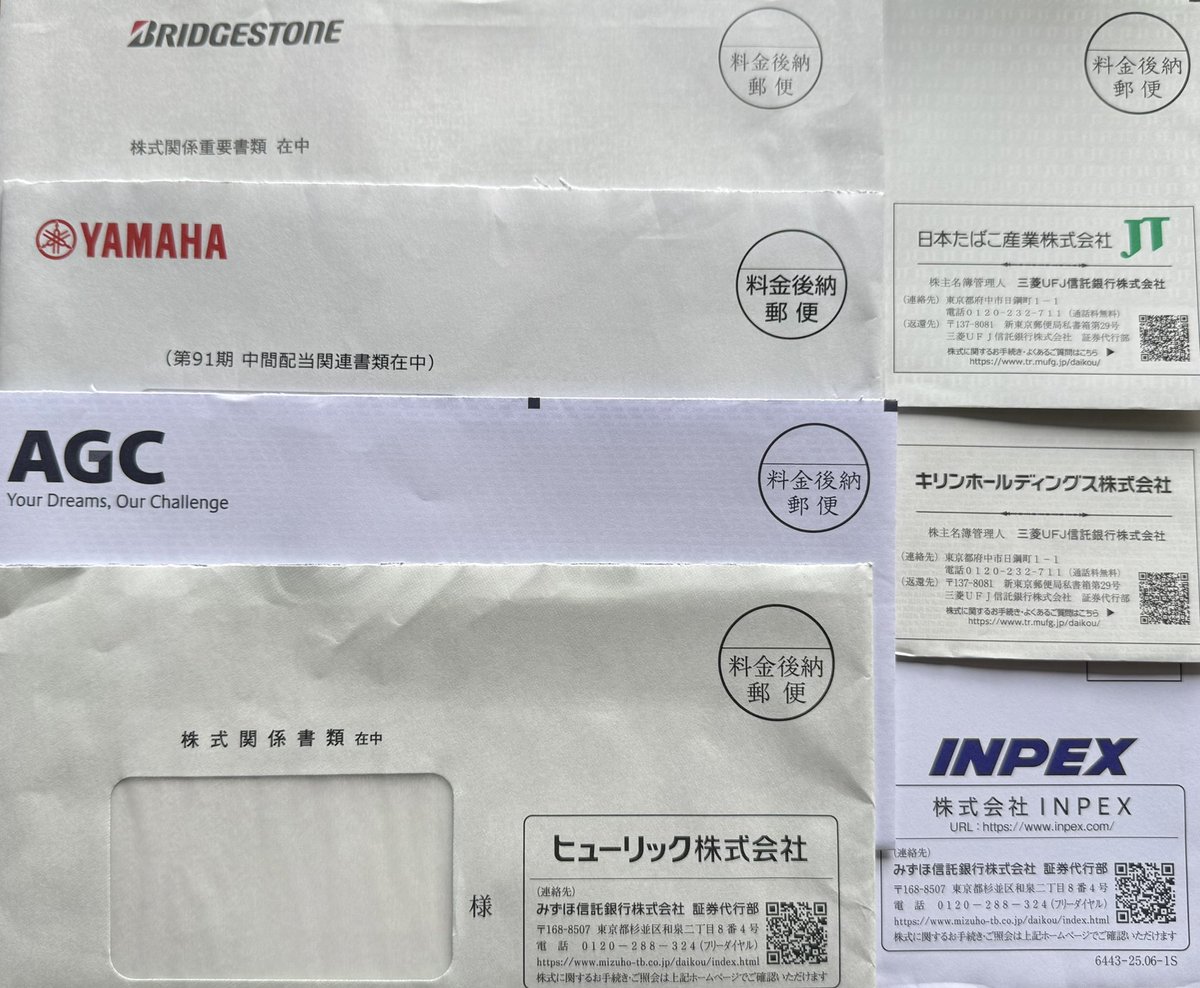 BRIDGESTONE
料金後納
郵便
株式関係重要書類 在中
YAMAHA
料金後納
郵便
(第91期 中間配当関連書類在中)
AGC
Your Dreams, Our Challenge
料金後納
郵便
料金後納
郵便
株式関係書類 在中
様
ヒューリック株式会社
(連絡先)
みずほ信託銀行株式会社 証券代行部
〒168-8507 東京都杉並区和泉二丁目8番4号
電話 0120-288-324(フリーダイヤル)
https://www.mizuho-tb.co.jp/daikou/index.html
株式に関するお手続き・ご照会は上記ホームページでご確認いただけます
料金後納
郵便
日本たばこ産業株式会社 JT
株主名簿管理人 三菱UFJ信託銀行株式会社
(連絡先) 東京都府中市日鋼町1-1
電話0120-232-711(通話料無料)
(返還先) 〒137-8081 新東京郵便局私書箱第29号
三菱UFJ信託銀行株式会社 証券代行部
株式に関するお手続き・よくあるご質問はこちら ▶
https://www.tr.mufg.jp/daikou/
キリンホールディングス株式会社
株主名簿管理人 三菱UFJ信託銀行株式会社
(連絡先) 東京都府中市日鋼町1-1
電話0120-232-711(通話料無料)
(返還先) 〒137-8081 新東京郵便局私書箱第29号
三菱UFJ信託銀行株式会社 証券代行部
株式に関するお手続き・よくあるご質問はこちら ▶
https://www.tr.mufg.jp/daikou/
INPEX
株式会社INPEX
URL:https://www.inpex.com/
(連絡先)
みずほ信託銀行株式会社 証券代行部
〒168-8507 東京都杉並区和泉二丁目8番4号
電話 0120-288-324(フリーダイヤル)
https://www.mizuho-tb.co.jp/daikou/index.html
株式に関するお手続き・ご照会は上記ホームページでご確認いただけます
6443-25.06-1S